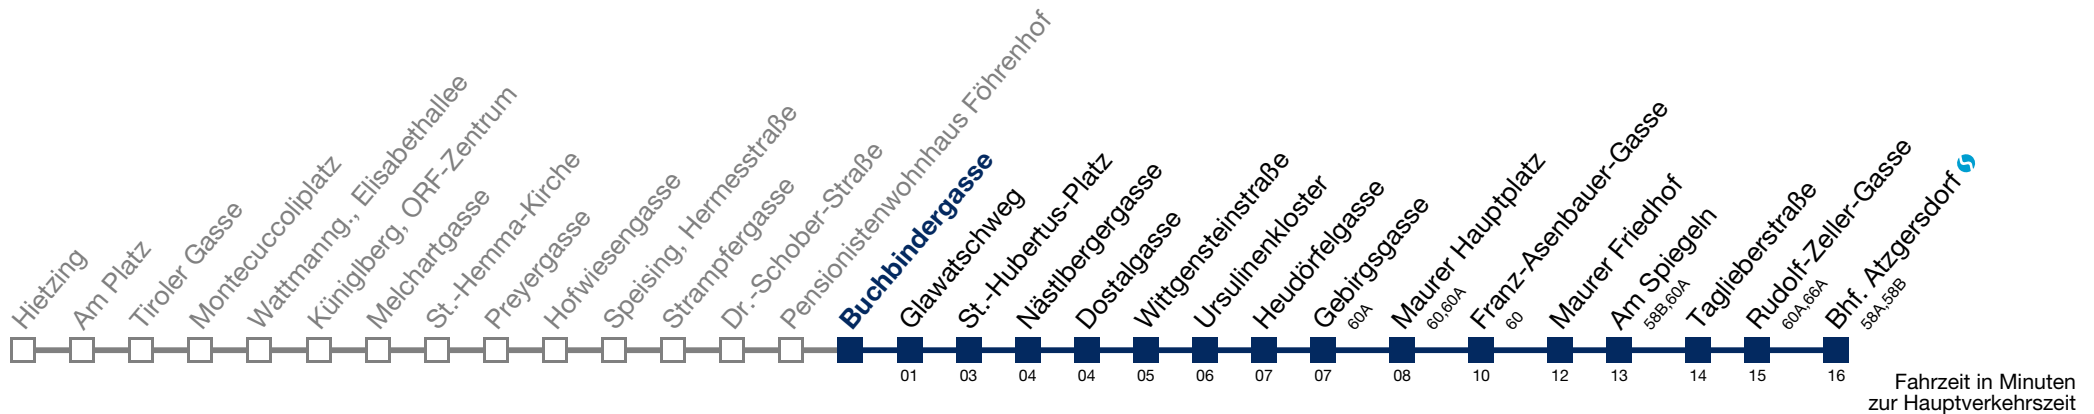 Hietzing
Am Platz
Tiroler Gasse
Montecuccoliplatz
Wattmanng., Elisabethallee
Küniglberg, ORF-Zentrum
Melchartgasse
St.-Hemma-Kirche
Preyergasse
Hofwiesengasse
Speising, Hermesstraße
Strampfergasse
Dr.-Schober-Straße
Pensionistenwohnhaus Föhrenhof
Buchbindergasse
Glawatschweg
St.-Hubertus-Platz
Nästlbergergasse
Dostalgasse
Wittgensteinstraße
Ursulinenkloster
Heudörfelgasse
Gebirgsgasse
60A
Maurer Hauptplatz
60,60A
Franz-Asenbauer-Gasse
60
Maurer Friedhof
Am Spiegeln
58B,60A
Taglieberstraße
Rudolf-Zeller-Gasse
60A,66A
Bhf. Atzgersdorf
58A,58B
01 03 04 04 05 06 07 07 08 10 12 13 14 15 16
Fahrzeit in Minuten
zur Hauptverkehrszeit